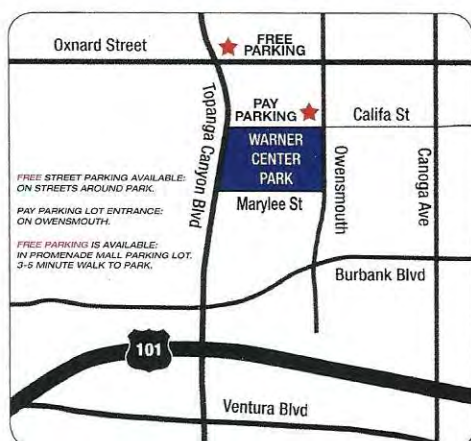 Oxnard Street
FREE
PARKING
PAY
PARKING
Califa St
Topanga Canyon Blvd
WARNER
CENTER
PARK
Owensmouth
Canoga Ave
FREE STREET PARKING AVAILABLE:
ON STREETS AROUND PARK.
PAY PARKING LOT ENTRANCE:
ON OWENSMOUTH.
FREE PARKING IS AVAILABLE:
IN PROMENADE MALL PARKING LOT.
3-5 MINUTE WALK TO PARK.
Marylee St
Burbank Blvd
101
Ventura Blvd